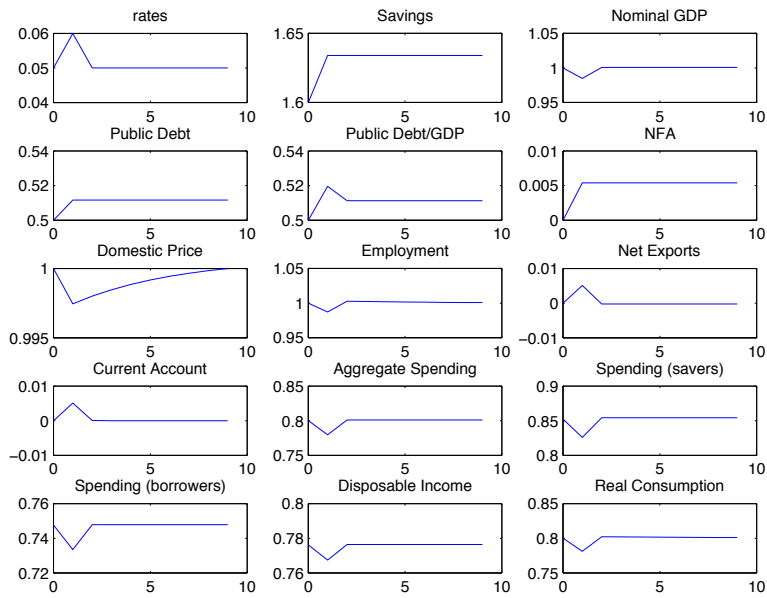 rates Savings Nominal GDP
0.06 1.65 1.05
0.05 1
0.04 1.6 0.95
0 5 10 0 5 10 0 5 10
Public Debt Public Debt/GDP NFA
0.54 0.54 0.01
0.52 0.52 0.005
0.5 0.5 0
0 5 10 0 5 10 0 5 10
Domestic Price Employment Net Exports
1 1.05 0.01
1 0
0.995 0.95 −0.01
0 5 10 0 5 10 0 5 10
Current Account Aggregate Spending Spending (savers)
0.01 0.85 0.9
0 0.8 0.85
−0.01 0.75 0.8
0 5 10 0 5 10 0 5 10
Spending (borrowers) Disposable Income Real Consumption
0.76 0.8 0.85
0.74 0.78 0.8
0.72 0.76 0.75
0 5 10 0 5 10 0 5 10